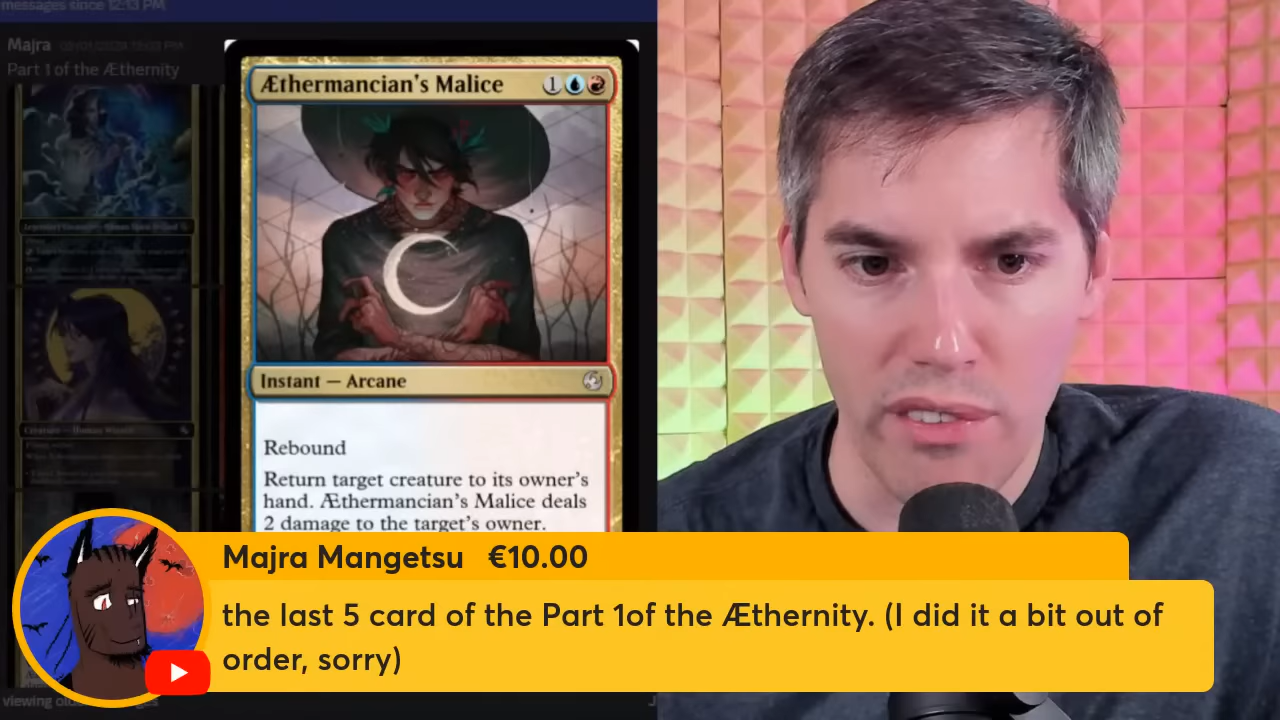 messages since 12:13 PM
Majra
Part 1 of the Æthernity
Æthermancian's Malice 1
Instant — Arcane
Rebound
Return target creature to its owner's
hand. Æthermancian's Malice deals
2 damage to the target's owner.
Majra Mangetsu €10.00
the last 5 card of the Part 1of the Æthernity. (I did it a bit out of
order, sorry)
viewing